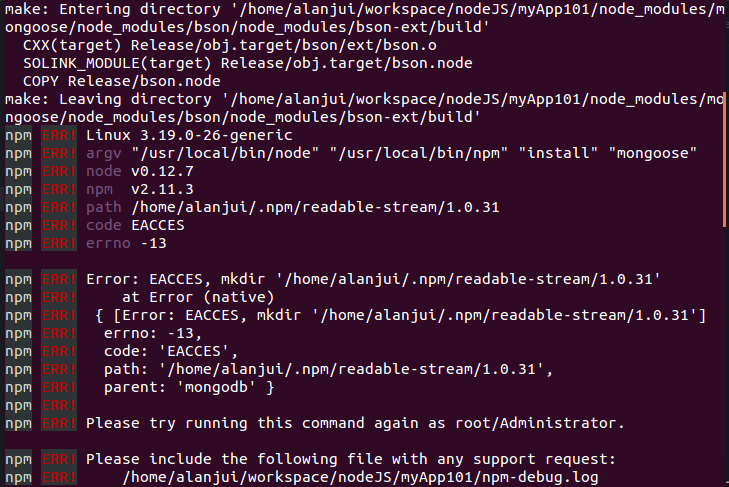 make: Entering directory '/home/alanjui/workspace/nodeJS/myApp101/node_modules/m
ongoose/node_modules/bson/node_modules/bson-ext/build'
  CXX(target) Release/obj.target/bson/ext/bson.o
  SOLINK_MODULE(target) Release/obj.target/bson.node
  COPY Release/bson.node
make: Leaving directory '/home/alanjui/workspace/nodeJS/myApp101/node_modules/mo
ngoose/node_modules/bson/node_modules/bson-ext/build'
npm ERR! Linux 3.19.0-26-generic
npm ERR! argv "/usr/local/bin/node" "/usr/local/bin/npm" "install" "mongoose"
npm ERR! node v0.12.7
npm ERR! npm  v2.11.3
npm ERR! path /home/alanjui/.npm/readable-stream/1.0.31
npm ERR! code EACCES
npm ERR! errno -13

npm ERR! Error: EACCES, mkdir '/home/alanjui/.npm/readable-stream/1.0.31'
npm ERR!     at Error (native)
npm ERR!  { [Error: EACCES, mkdir '/home/alanjui/.npm/readable-stream/1.0.31']
npm ERR!   errno: -13,
npm ERR!   code: 'EACCES',
npm ERR!   path: '/home/alanjui/.npm/readable-stream/1.0.31',
npm ERR!   parent: 'mongodb' }
npm ERR!
npm ERR! Please try running this command again as root/Administrator.

npm ERR! Please include the following file with any support request:
npm ERR!     /home/alanjui/workspace/nodeJS/myApp101/npm-debug.log